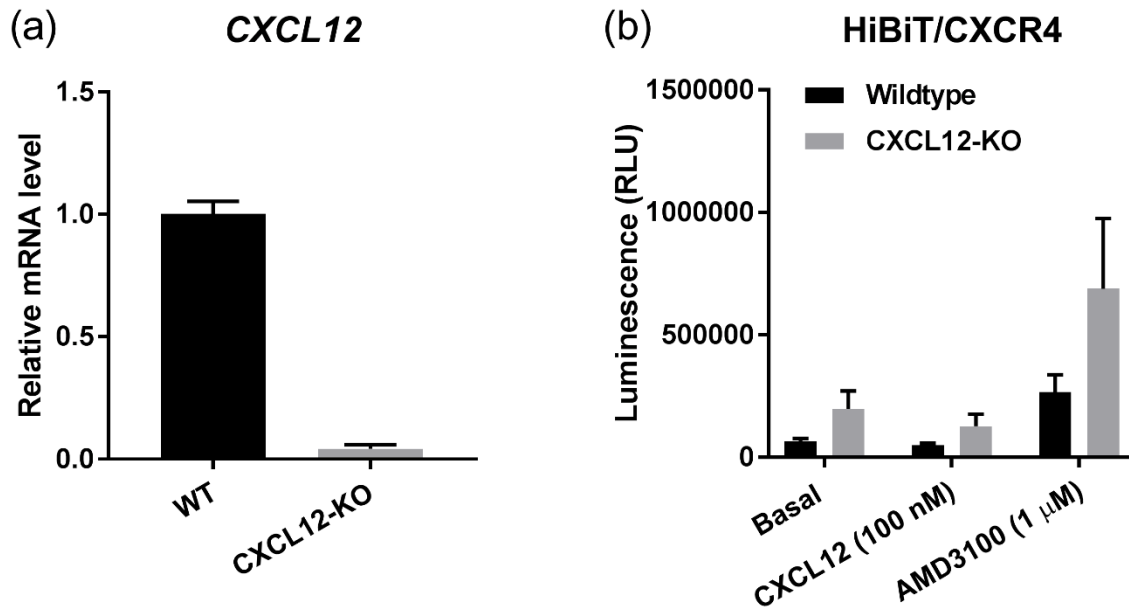 (a)
CXCL12
Relative mRNA level
1.5
1.0
0.5
0.0
WT
CXCL12-KO
(b)
HiBiT/CXCR4
Luminescence (RLU)
1500000
1000000
500000
0
Wildtype
CXCL12-KO
Basal
CXCL12 (100 nM)
AMD3100 (1 μM)